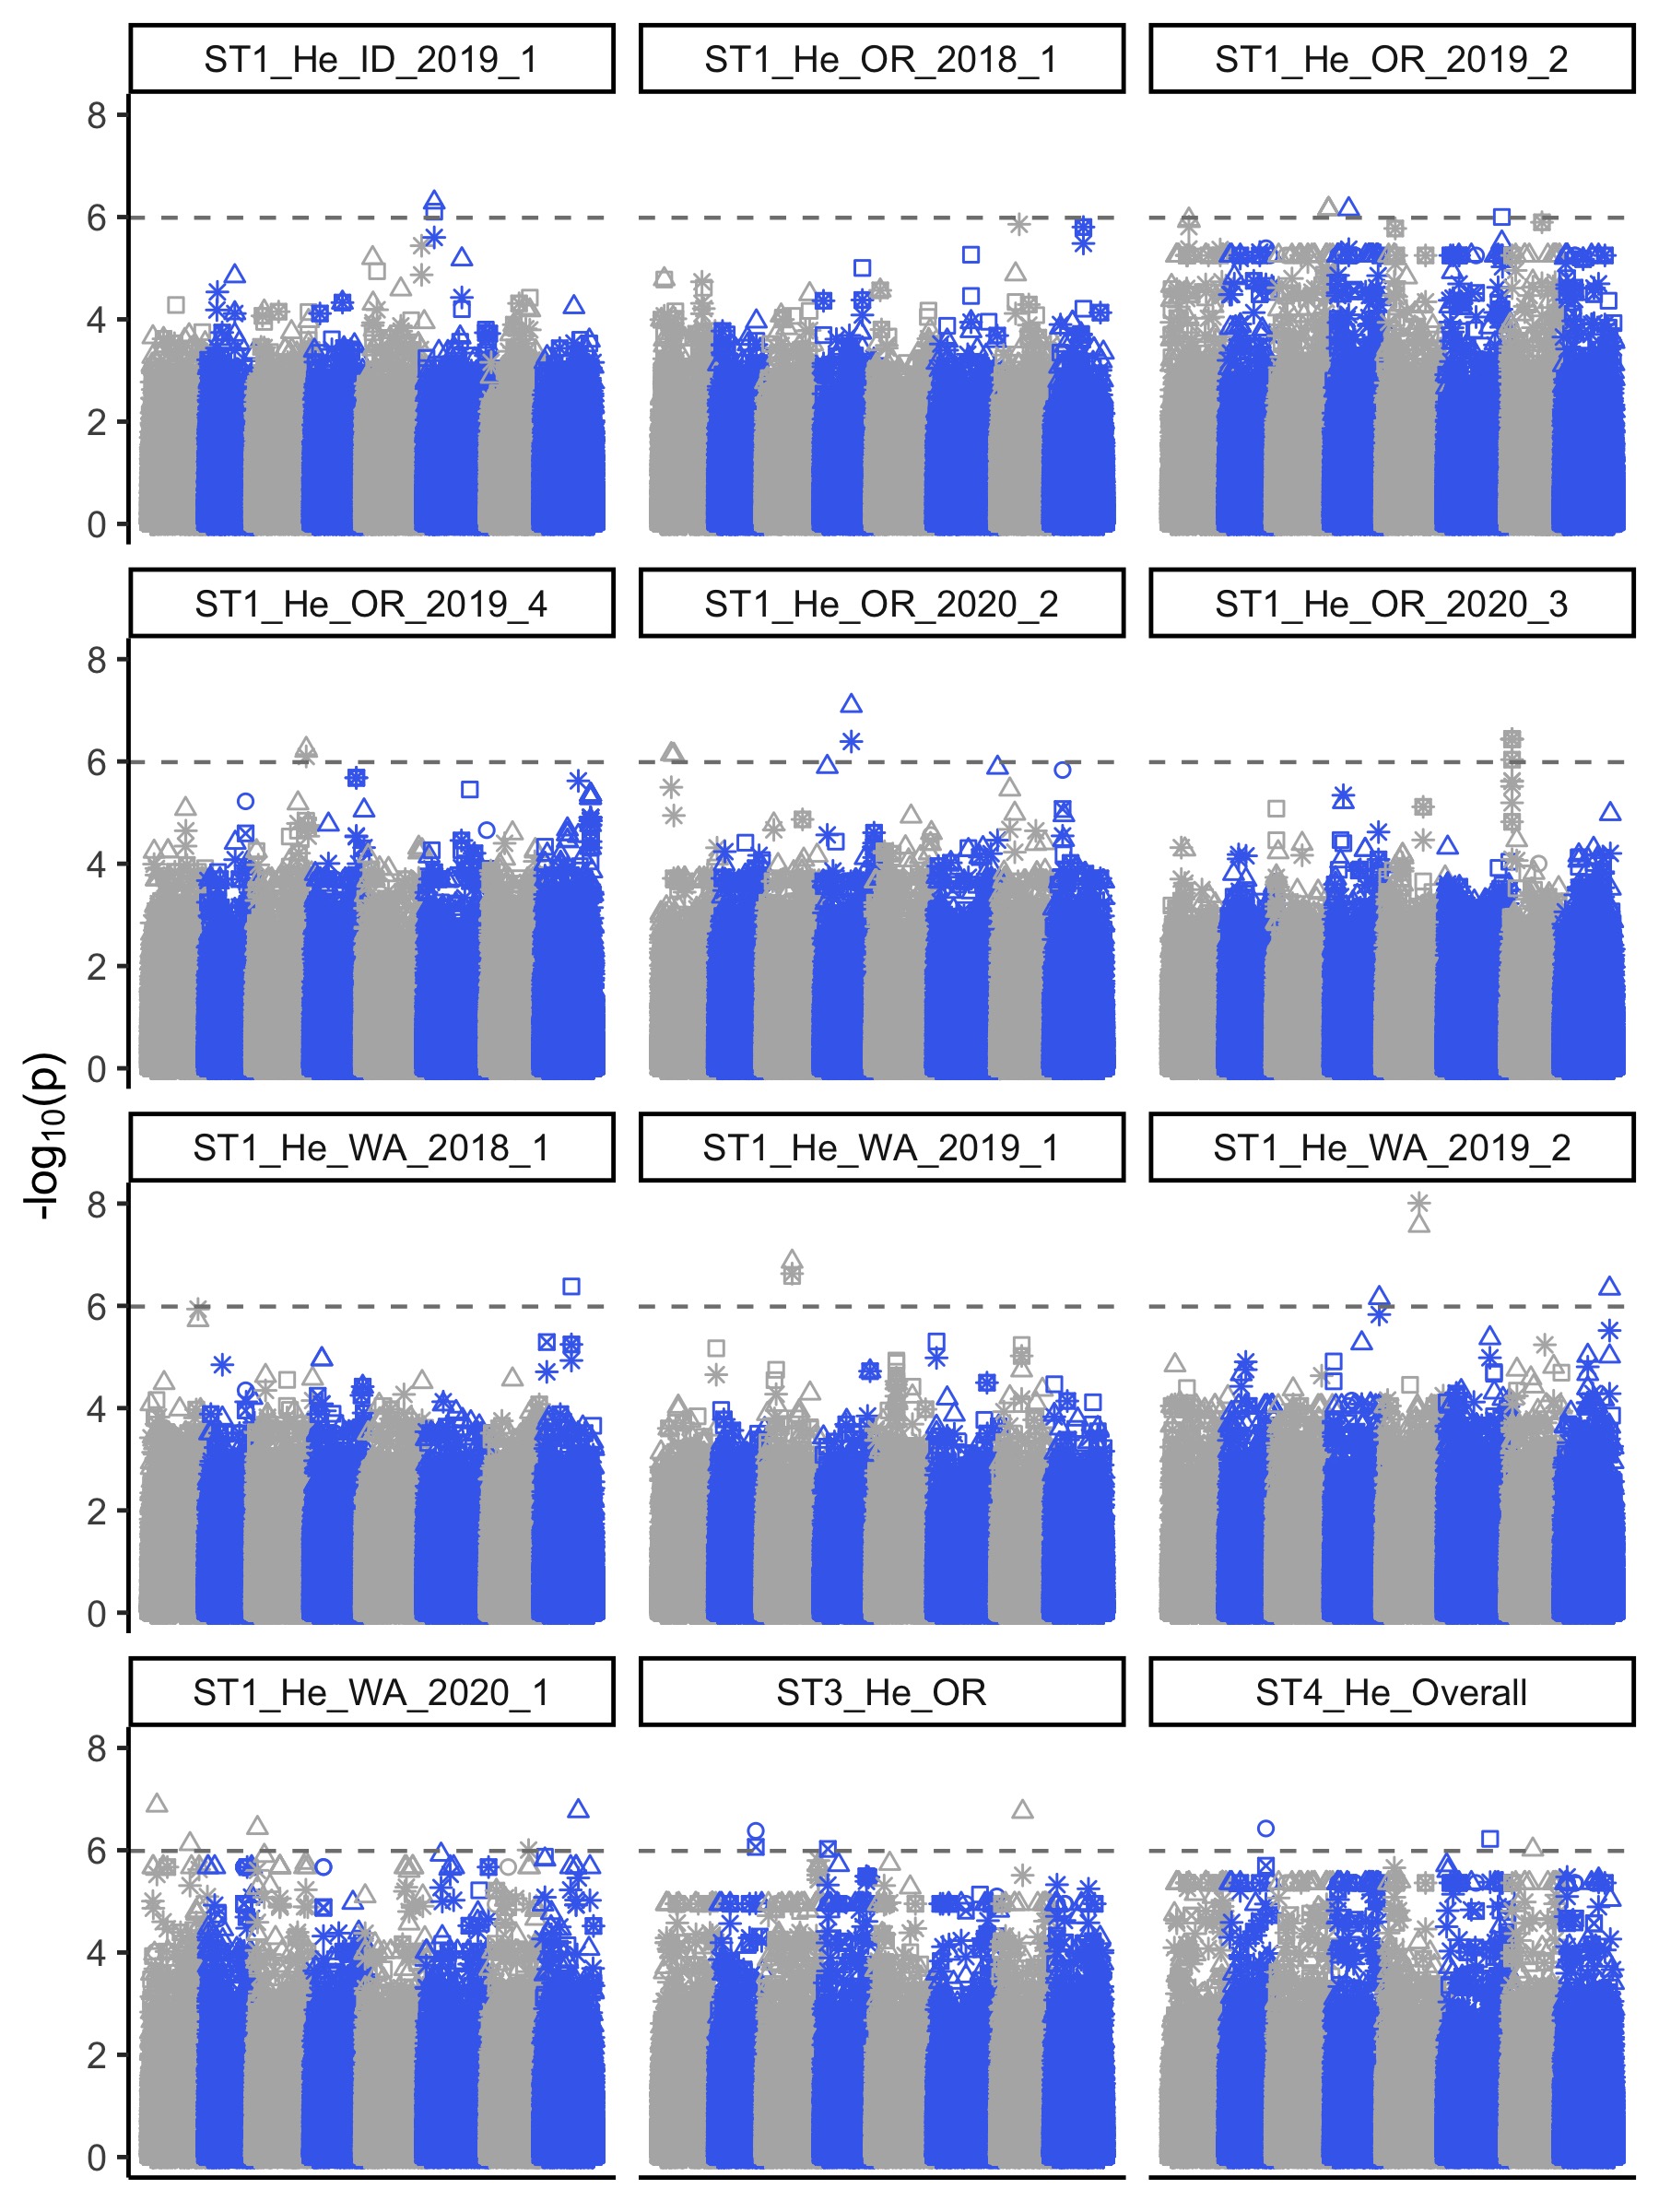 ST1_He_ID_2019_1
ST1_He_OR_2018_1
ST1_He_OR_2019_2
8
6
4
2
0
ST1_He_OR_2019_4
ST1_He_OR_2020_2
ST1_He_OR_2020_3
8
6
4
2
0
-log10(p)
ST1_He_WA_2018_1
ST1_He_WA_2019_1
ST1_He_WA_2019_2
8
6
4
2
0
ST1_He_WA_2020_1
ST3_He_OR
ST4_He_Overall
8
6
4
2
0